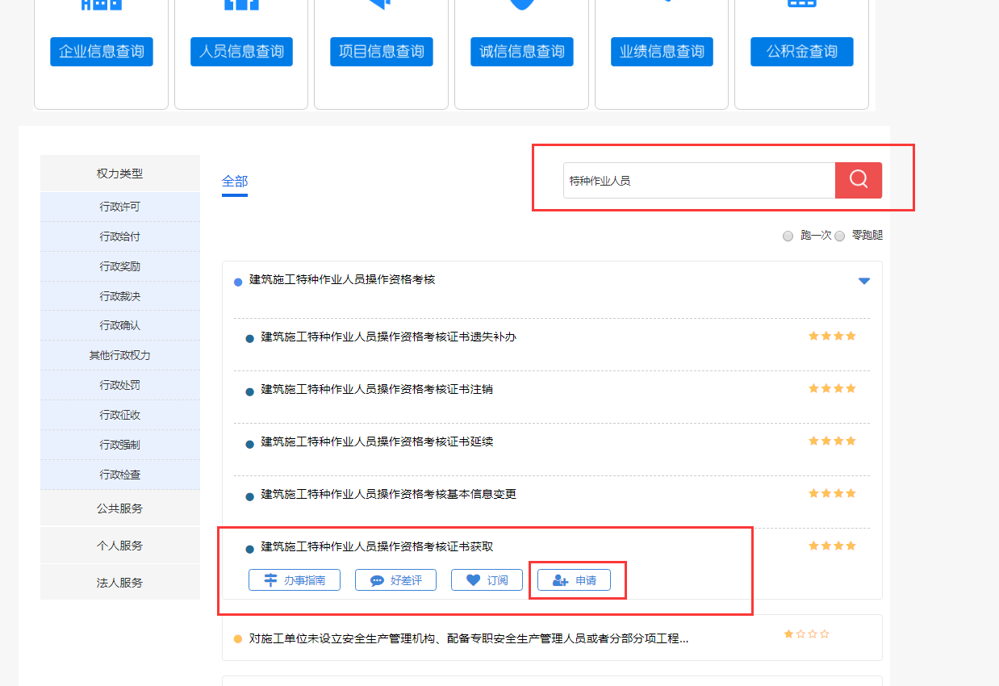 企业信息查询 人员信息查询 项目信息查询 诚信信息查询 业绩信息查询 公积金查询
权力类型
行政许可
行政给付
行政奖励
行政裁决
行政确认
其他行政权力
行政处罚
行政征收
行政强制
行政检查
公共服务
个人服务
法人服务
全部
特种作业人员
跑一次 零跑腿
建筑施工特种作业人员操作资格考核
建筑施工特种作业人员操作资格考核证书遗失补办
建筑施工特种作业人员操作资格考核证书注销
建筑施工特种作业人员操作资格考核证书延续
建筑施工特种作业人员操作资格考核基本信息变更
建筑施工特种作业人员操作资格考核证书获取
办事指南 好差评 订阅 申请
对施工单位未设立安全生产管理机构、配备专职安全生产管理人员或者分部分项工程...